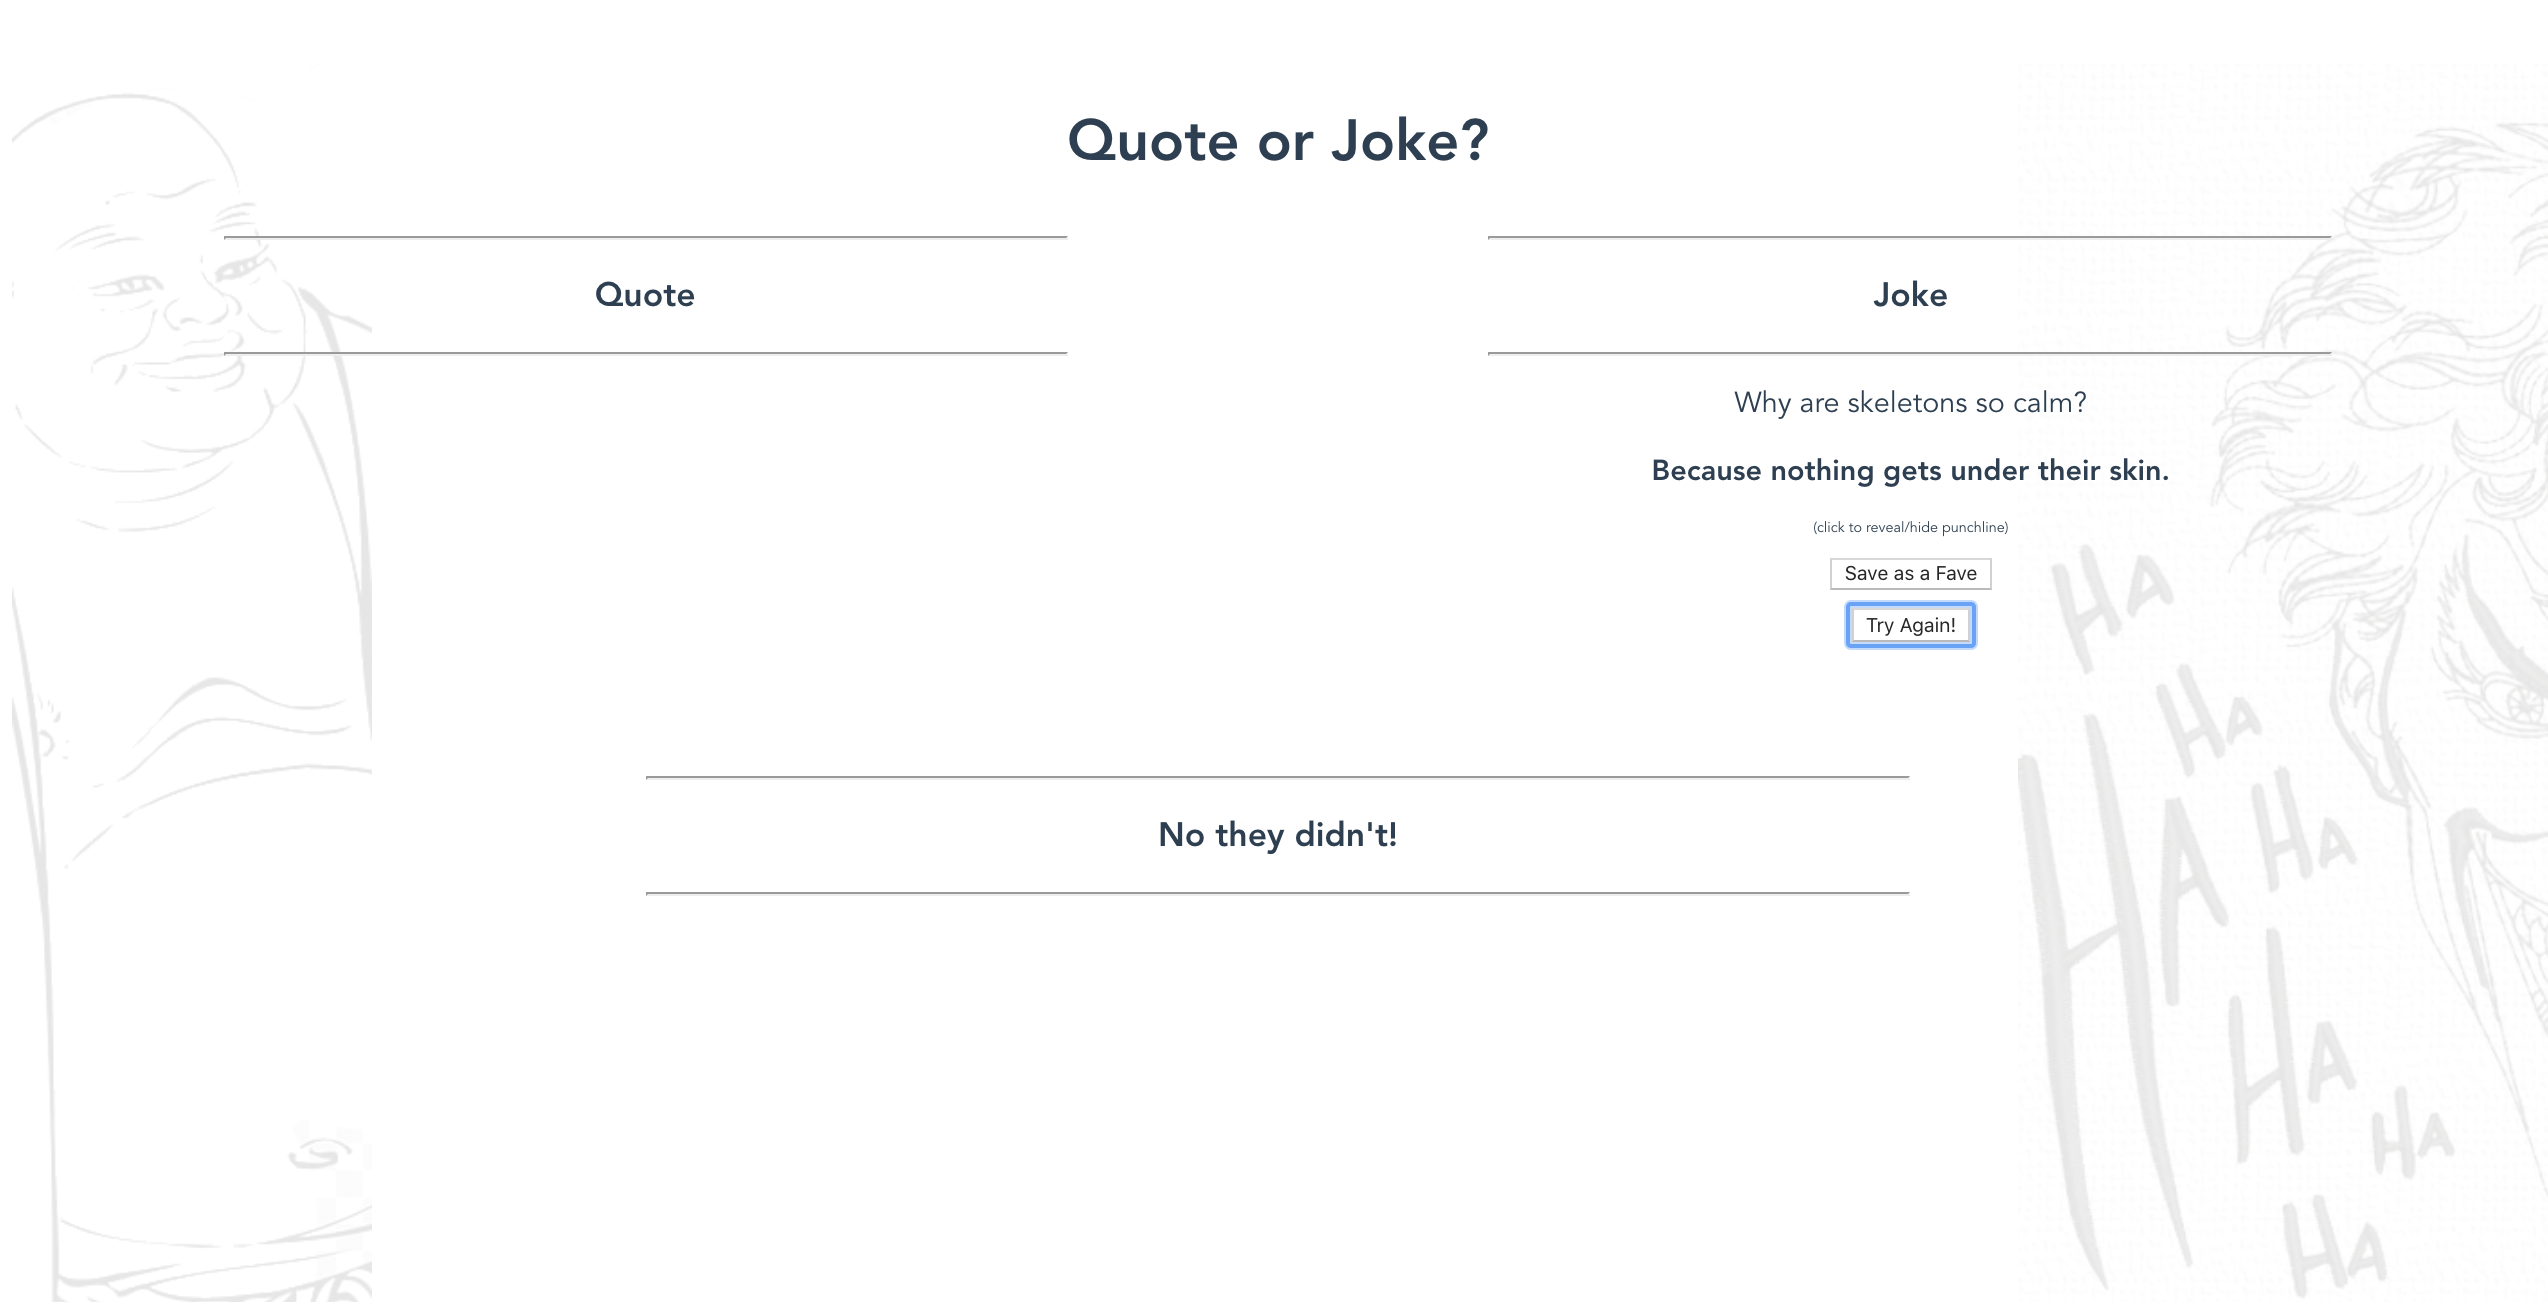 Quote or Joke?
Quote
Joke
Why are skeletons so calm?
Because nothing gets under their skin.
(click to reveal/hide punchline)
Save as a Fave
Try Again!
HA
HA
HA
HA
HA
HA
HA
No they didn't!